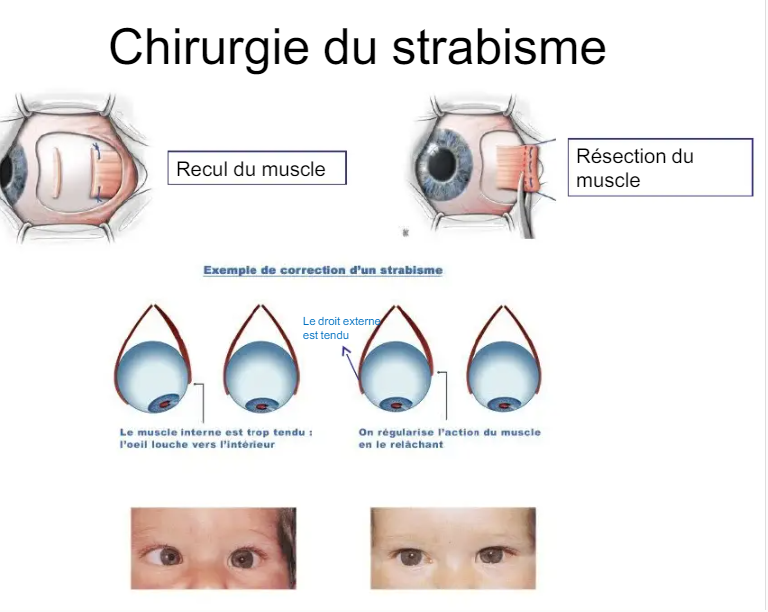 Chirurgie du strabisme
Recul du muscle
Résection du
muscle
Exemple de correction d'un strabisme
Le droit externe
est tendu
Le muscle interne est trop tendu :
l'oeil louche vers l'intérieur
On régularise l'action du muscle
en le relâchant